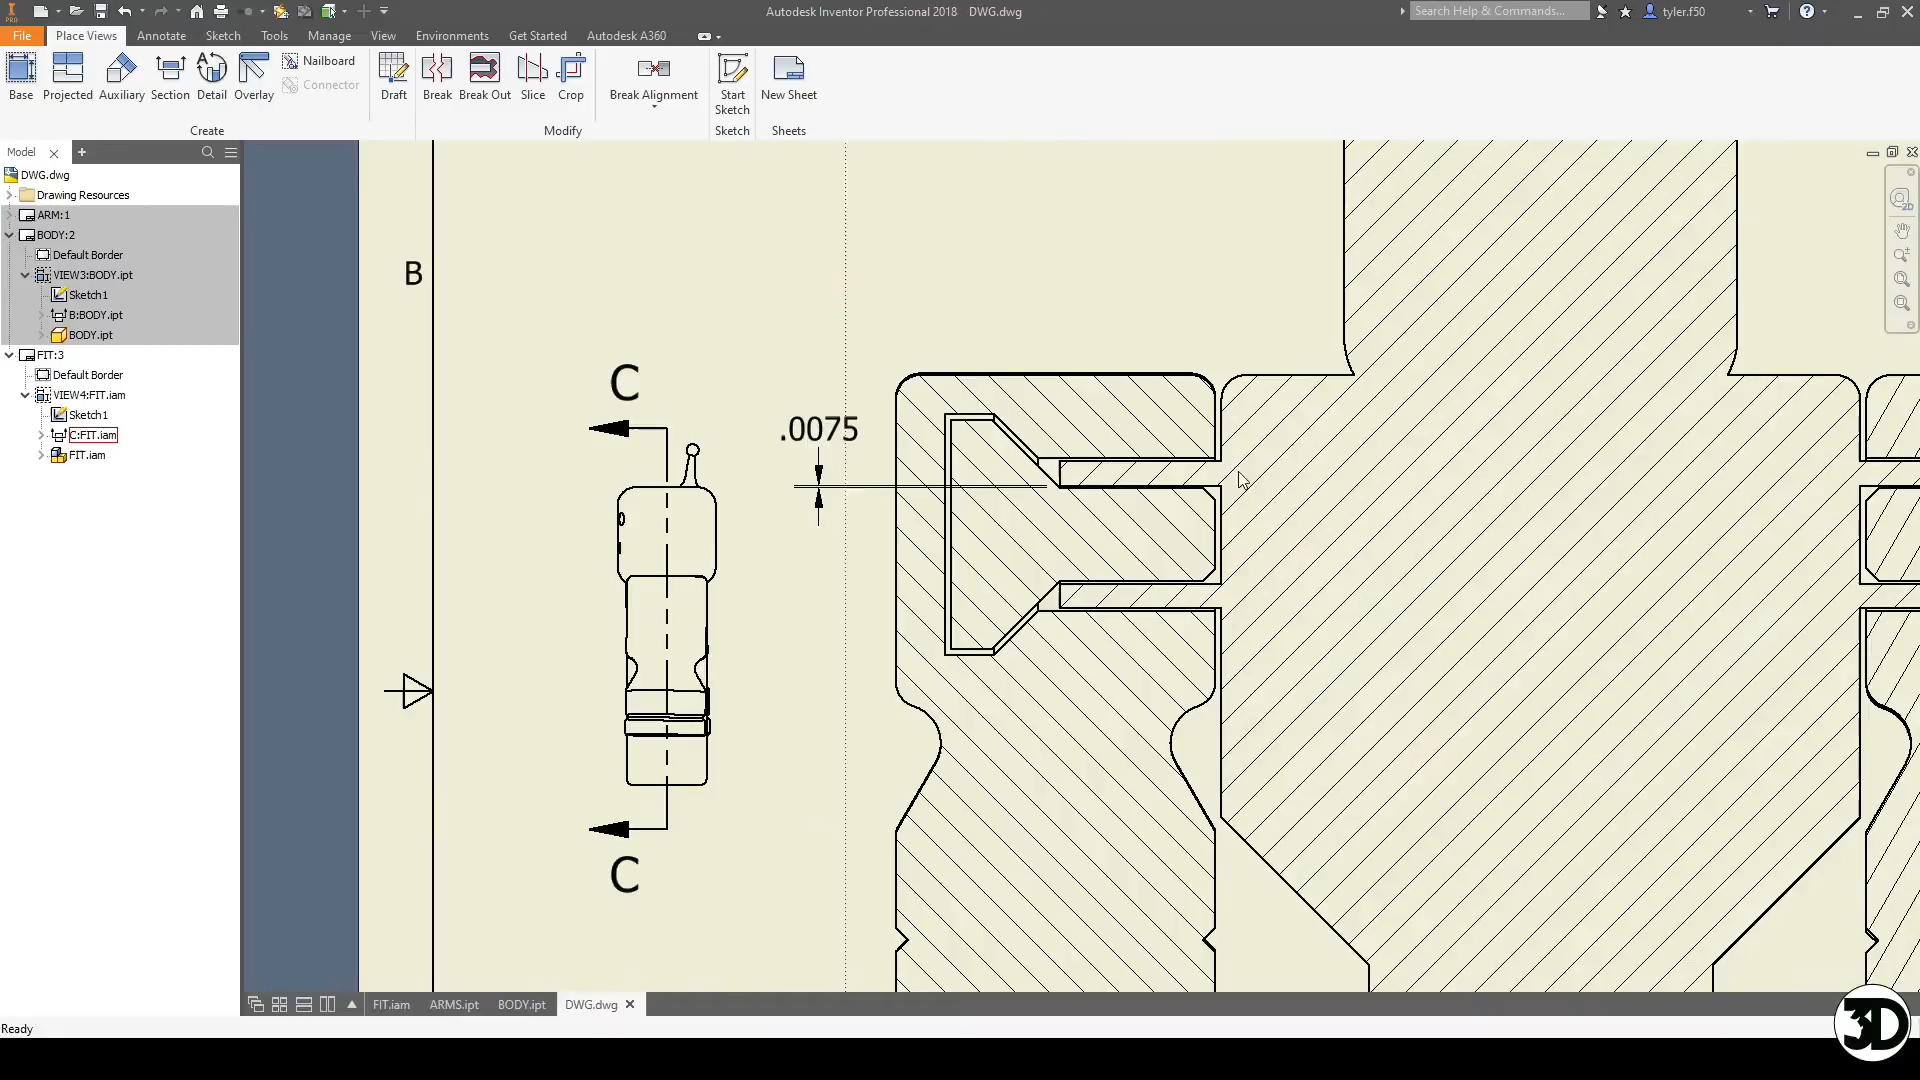 PRO
Autodesk Inventor Professional 2018 DWG.dwg
Search Help & Commands...
tyler.f50
File
Place Views
Annotate
Sketch
Tools
Manage
View
Environments
Get Started
Autodesk A360
Base
Projected
Auxiliary
Section
Detail
Overlay
Nailboard
Connector
Draft
Break
Break Out
Slice
Crop
Break Alignment
Start
Sketch
New Sheet
Create
Modify
Sketch
Sheets
Model
DWG.dwg
Drawing Resources
ARM:1
BODY:2
Default Border
VIEW3:BODY.ipt
Sketch1
B:BODY.ipt
BODY.ipt
FIT:3
Default Border
VIEW4:FIT.iam
Sketch1
C:FIT.iam
FIT.iam
B
C
.0075
C
2D
FIT.iam
ARMS.ipt
BODY.ipt
DWG.dwg
Ready
3D